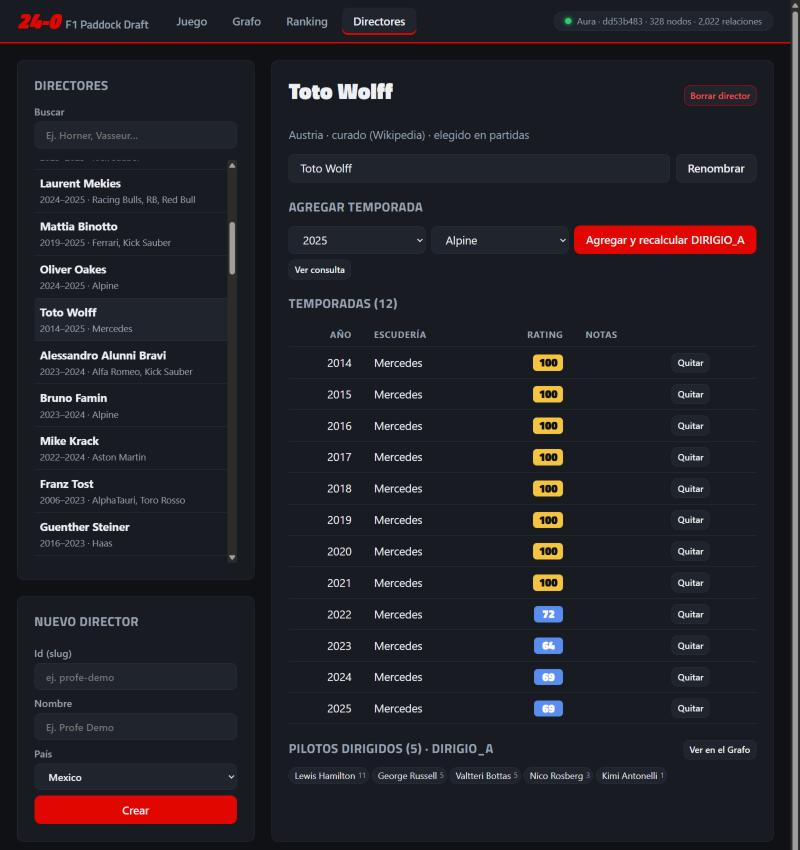 24-0 F1 Paddock Draft Juego Grafo Ranking Directores Aura · dd53b483 · 328 nodos · 2,022 relaciones
DIRECTORES
Buscar
Ej. Horner, Vasseur...
Laurent Mekies
2024–2025 · Racing Bulls, RB, Red Bull
Mattia Binotto
2019–2025 · Ferrari, Kick Sauber
Oliver Oakes
2024–2025 · Alpine
Toto Wolff
2014–2025 · Mercedes
Alessandro Alunni Bravi
2023–2024 · Alfa Romeo, Kick Sauber
Bruno Famin
2023–2024 · Alpine
Mike Krack
2022–2024 · Aston Martin
Franz Tost
2006–2023 · AlphaTauri, Toro Rosso
Guenther Steiner
2016–2023 · Haas
NUEVO DIRECTOR
Id (slug)
ej. profe-demo
Nombre
Ej. Profe Demo
País
Mexico
Crear
Toto Wolff
Borrar director
Austria · curado (Wikipedia) · elegido en partidas
Toto Wolff Renombrar
AGREGAR TEMPORADA
2025 Alpine Agregar y recalcular DIRIGIO_A
Ver consulta
TEMPORADAS (12)
AÑO ESCUDERÍA RATING NOTAS
2014 Mercedes 100 Quitar
2015 Mercedes 100 Quitar
2016 Mercedes 100 Quitar
2017 Mercedes 100 Quitar
2018 Mercedes 100 Quitar
2019 Mercedes 100 Quitar
2020 Mercedes 100 Quitar
2021 Mercedes 100 Quitar
2022 Mercedes 72 Quitar
2023 Mercedes 64 Quitar
2024 Mercedes 69 Quitar
2025 Mercedes 69 Quitar
PILOTOS DIRIGIDOS (5) · DIRIGIO_A Ver en el Grafo
Lewis Hamilton 11 George Russell 5 Valtteri Bottas 5 Nico Rosberg 3 Kimi Antonelli 1